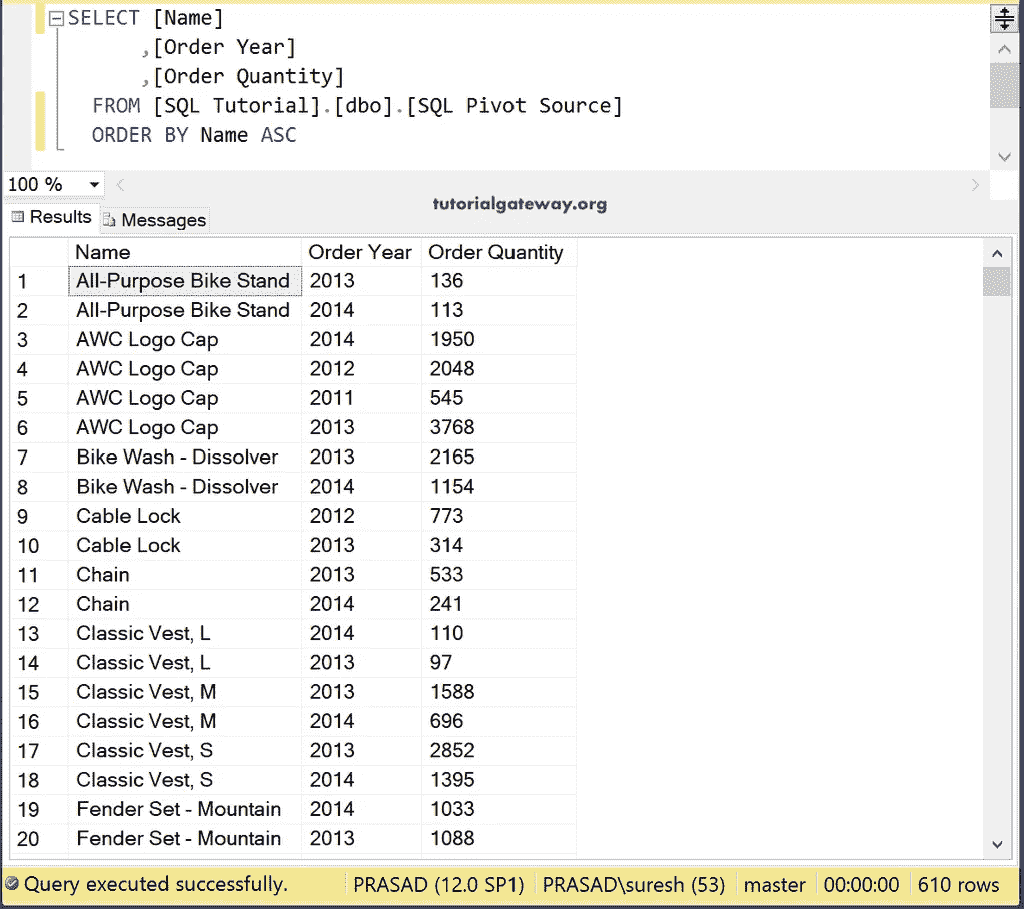 SELECT [Name]
,[Order Year]
,[Order Quantity]
FROM [SQL Tutorial].[dbo].[SQL Pivot Source]
ORDER BY Name ASC
100 %
tutorialgateway.org
Results Messages
Name Order Year Order Quantity
1 All-Purpose Bike Stand 2013 136
2 All-Purpose Bike Stand 2014 113
3 AWC Logo Cap 2014 1950
4 AWC Logo Cap 2012 2048
5 AWC Logo Cap 2011 545
6 AWC Logo Cap 2013 3768
7 Bike Wash - Dissolver 2013 2165
8 Bike Wash - Dissolver 2014 1154
9 Cable Lock 2012 773
10 Cable Lock 2013 314
11 Chain 2013 533
12 Chain 2014 241
13 Classic Vest, L 2014 110
14 Classic Vest, L 2013 97
15 Classic Vest, M 2013 1588
16 Classic Vest, M 2014 696
17 Classic Vest, S 2013 2852
18 Classic Vest, S 2014 1395
19 Fender Set - Mountain 2014 1033
20 Fender Set - Mountain 2013 1088
Query executed successfully. PRASAD (12.0 SP1) PRASAD\suresh (53) master 00:00:00 610 rows